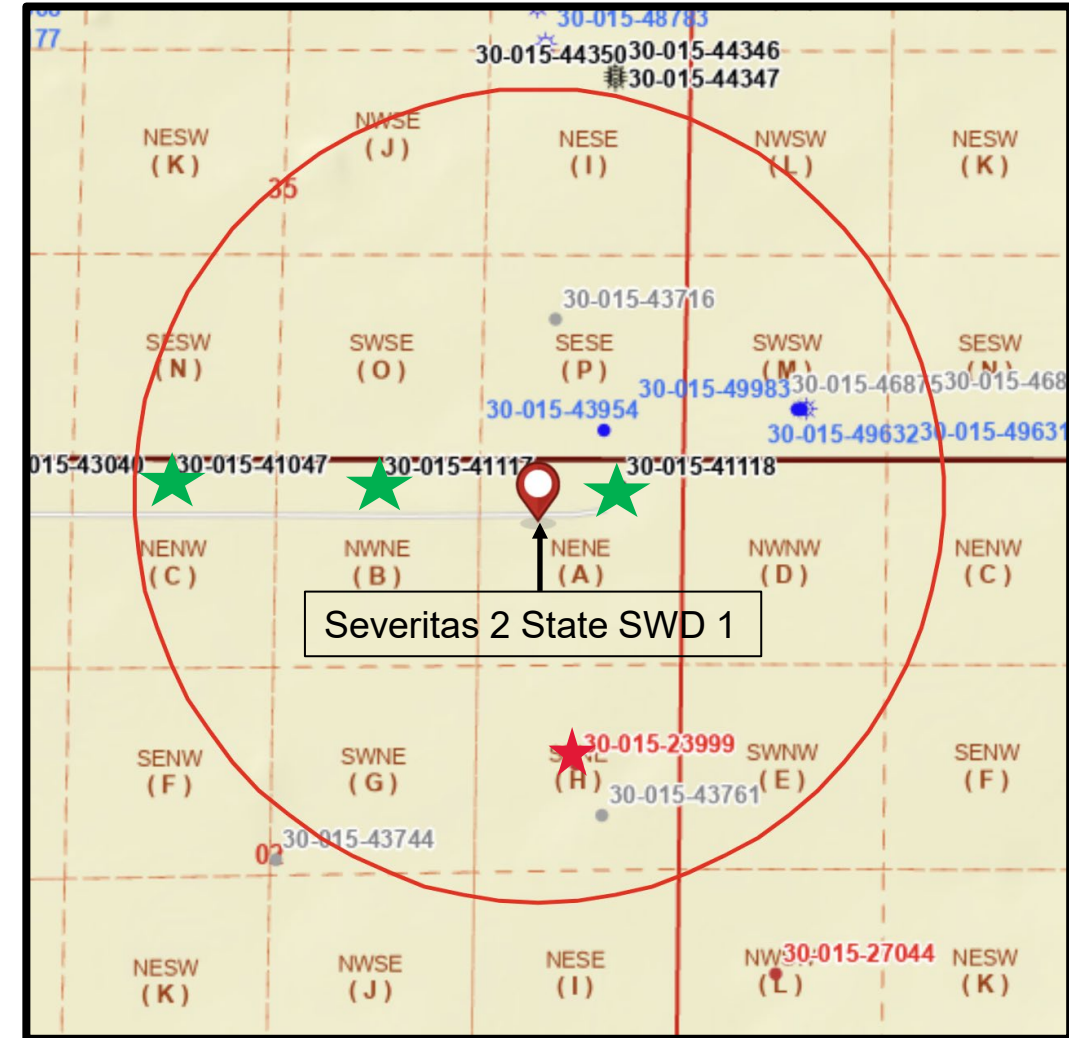 30-015-48783
77
30-015-44350 30-015-44346
30-015-44347
NWSE
(J)
NESW
(K)
NESE
(I)
NWSW
(L)
NESW
(K)
35
30-015-43716
SESW
(N)
SWSE
(O)
SESE
(P)
SWSW
(M)
SESW
(N)
30-015-49983 30-015-46875 30-015-468
30-015-43954
30-015-49632 30-015-49631
015-43040 30-015-41047 30-015-41117 30-015-41118
NENW
(C)
NWNE
(B)
NENE
(A)
NWNW
(D)
NENW
(C)
Severitas 2 State SWD 1
30-015-23999
SENW
(F)
SWNE
(G)
(H)
SWNW
(E)
SENW
(F)
30-015-43761
30-015-43744
02
NESW
(K)
NWSE
(J)
NESE
(I)
30-015-27044
(L)
NESW
(K)